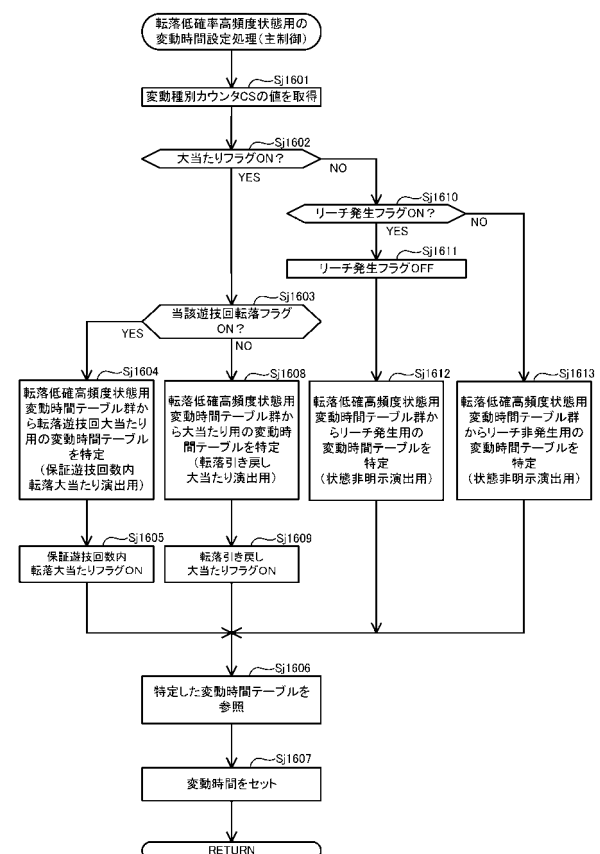 転落低確率高頻度状態用の
変動時間設定処理(主制御)
Sj1601
変動種別カウンタCSの値を取得
Sj1602
大当たりフラグON?
YES
NO
Sj1610
リーチ発生フラグON?
YES
NO
Sj1611
リーチ発生フラグOFF
Sj1603
当該遊技回転落フラグ
ON?
YES
NO
Sj1604
転落低確高頻度状態用
変動時間テーブル群か
ら転落遊技回大当たり
用の変動時間テーブル
を特定
(保証遊技回数内
転落大当たり演出用)
Sj1608
転落低確高頻度状態用
変動時間テーブル群か
ら大当たり用の変動時
間テーブルを特定
(転落引き戻し
大当たり演出用)
Sj1612
転落低確高頻度状態用
変動時間テーブル群か
らリーチ発生用の
変動時間テーブルを
特定
(状態非明示演出用)
Sj1613
転落低確高頻度状態用
変動時間テーブル群
からリーチ非発生用の
変動時間テーブルを
特定
(状態非明示演出用)
Sj1605
保証遊技回数内
転落大当たりフラグON
Sj1609
転落引き戻し
大当たりフラグON
Sj1606
特定した変動時間テーブルを
参照
Sj1607
変動時間をセット
RETURN